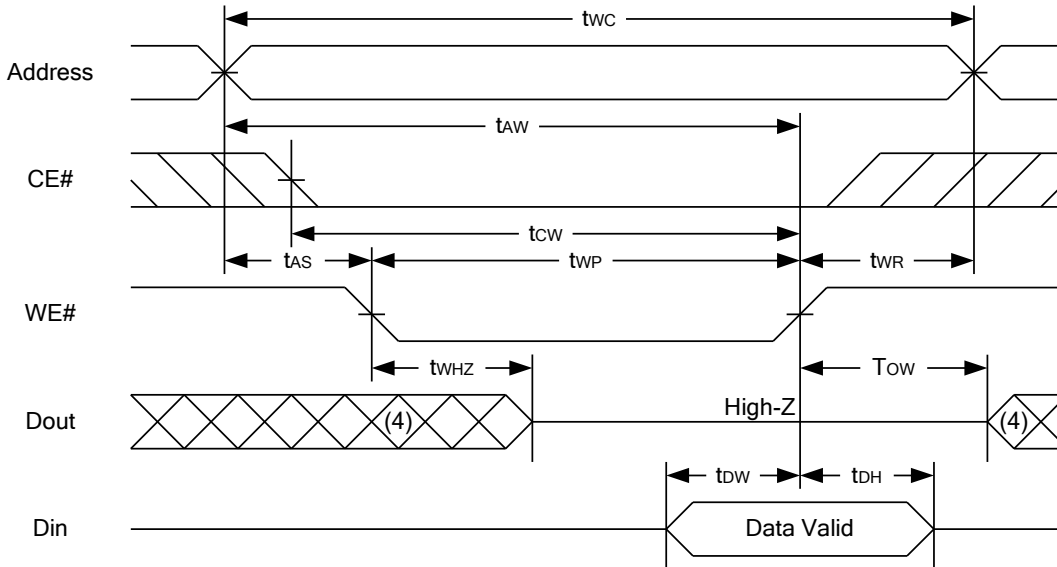 tWC
Address
tAW
CE#
tCW
tAS tWP tWR
WE#
tWHZ TOW
Dout (4) High-Z (4)
tDW tDH
Din Data Valid